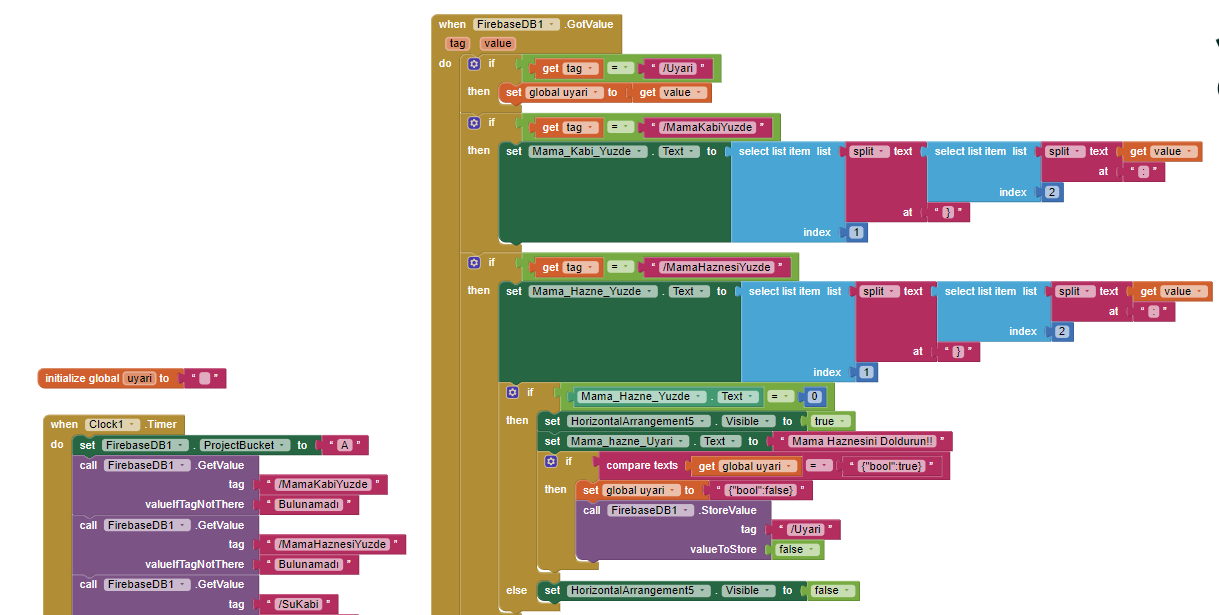 when FirebaseDB1 .GotValue
tag value
do if get tag = " /Uyari "
then set global uyari to get value
if get tag = " /MamaKabiYuzde "
then set Mama_Kabi_Yuzde . Text to select list item list split text select list item list split text get value
at " : "
index 2
at " } "
index 1
if get tag = " /MamaHaznesiYuzde "
then set Mama_Hazne_Yuzde . Text to select list item list split text select list item list split text get value
at " : "
index 2
at " } "
index 1
if Mama_Hazne_Yuzde . Text = 0
then set HorizontalArrangement5 . Visible to true
set Mama_hazne_Uyari . Text to " Mama Haznesini Doldurun!! "
if compare texts get global uyari = " {"bool":true} "
then set global uyari to " {"bool":false} "
call FirebaseDB1 .StoreValue
tag " /Uyari "
valueToStore false
else set HorizontalArrangement5 . Visible to false
initialize global uyari to " "
when Clock1 .Timer
do set FirebaseDB1 . ProjectBucket to " A "
call FirebaseDB1 .GetValue
tag " /MamaKabiYuzde "
valueIfTagNotThere " Bulunamadı "
call FirebaseDB1 .GetValue
tag " /MamaHaznesiYuzde "
valueIfTagNotThere " Bulunamadı "
call FirebaseDB1 .GetValue
tag " /SuKabi "